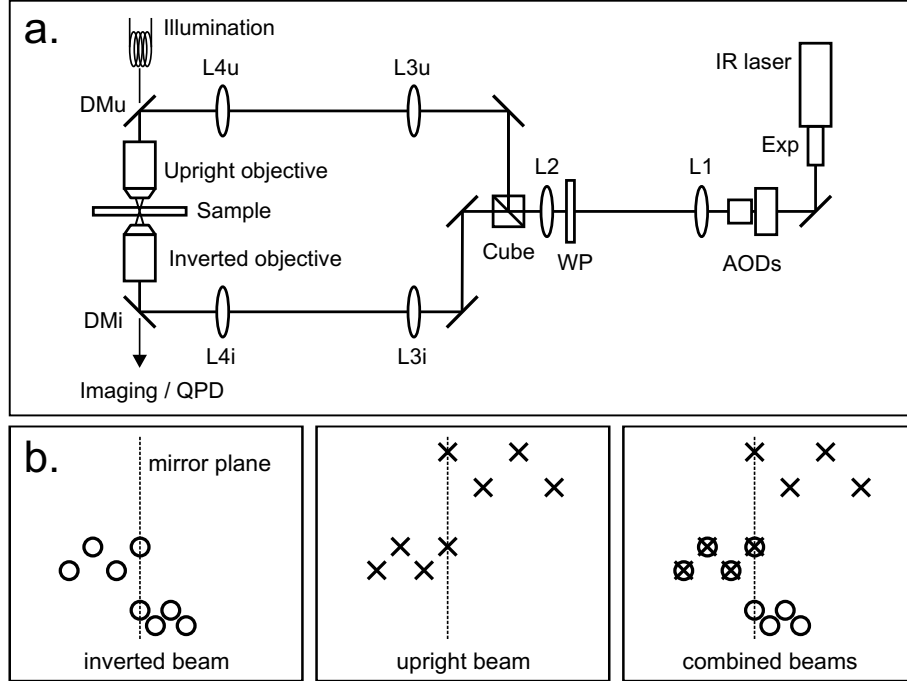 a.
Illumination
IR laser
L4u
L3u
DMu
Exp
Upright objective
L2
L1
Sample
Cube
WP
AODs
Inverted objective
DMi
L4i
L3i
Imaging / QPD
b.
mirror plane
inverted beam
upright beam
combined beams